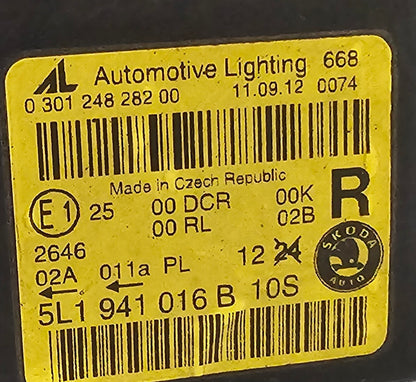 AL Automotive Lighting 668
0 301 248 282 00 11.09.12 0074
Made in Czech Republic
E1 25 00 DCR 00K R
00 RL 02B
2646
02A 011a PL 12 24
SKODA
AUTO
5L1 941 016 B 10S